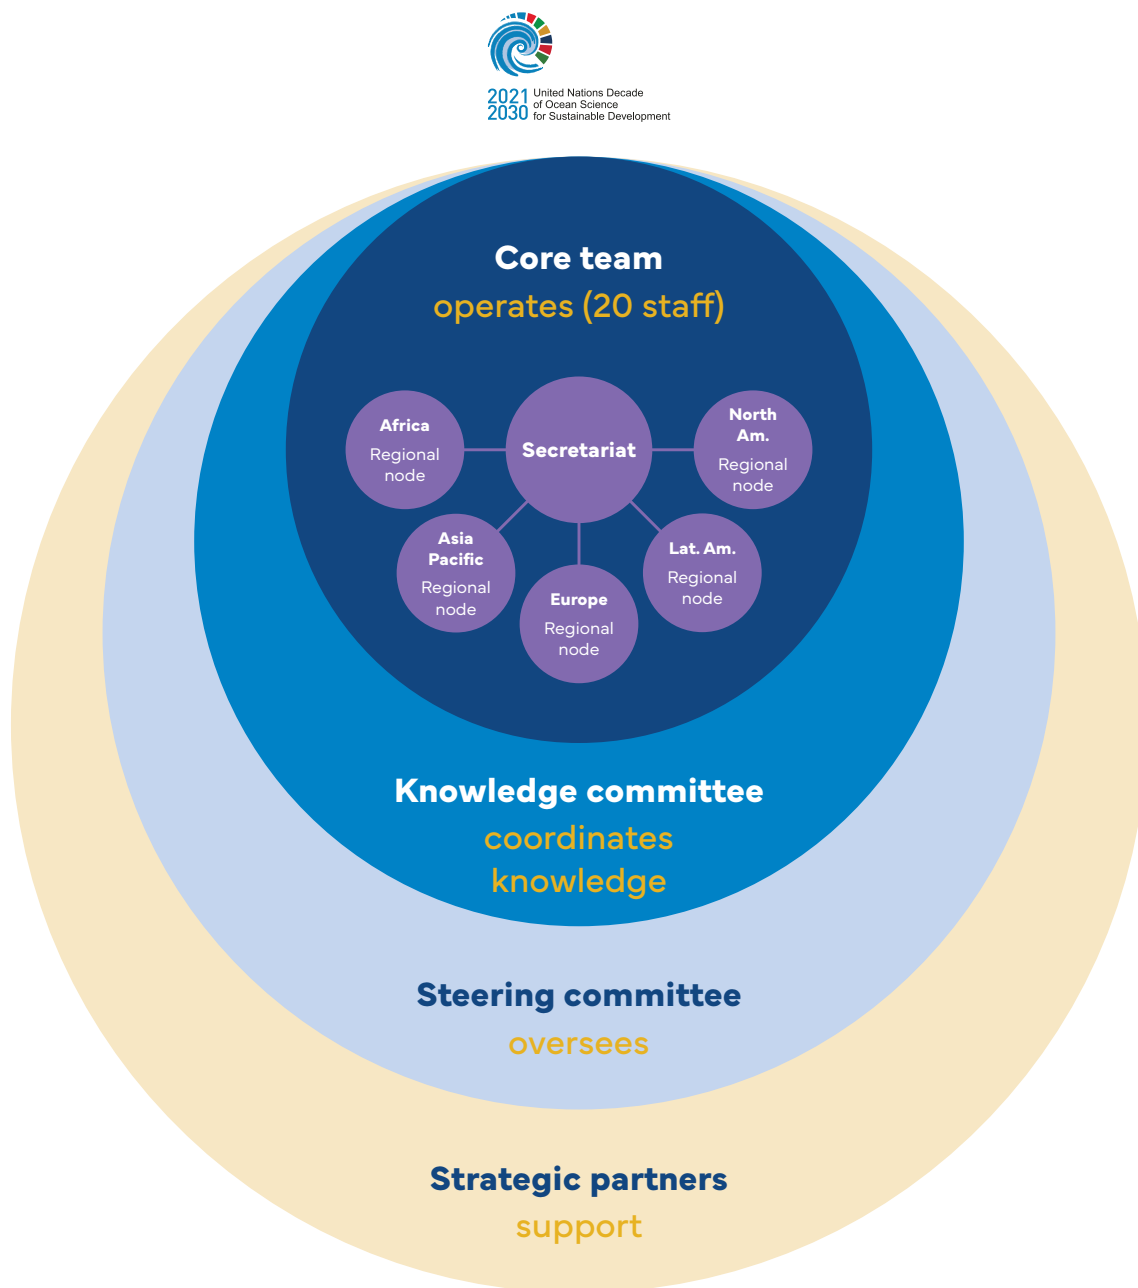 2021
2030
United Nations Decade
of Ocean Science
for Sustainable Development
Core team
operates (20 staff)
Secretariat
Africa
Regional
node
North
Am.
Regional
node
Asia
Pacific
Regional
node
Lat. Am.
Regional
node
Europe
Regional
node
Knowledge committee
coordinates
knowledge
Steering committee
oversees
Strategic partners
support